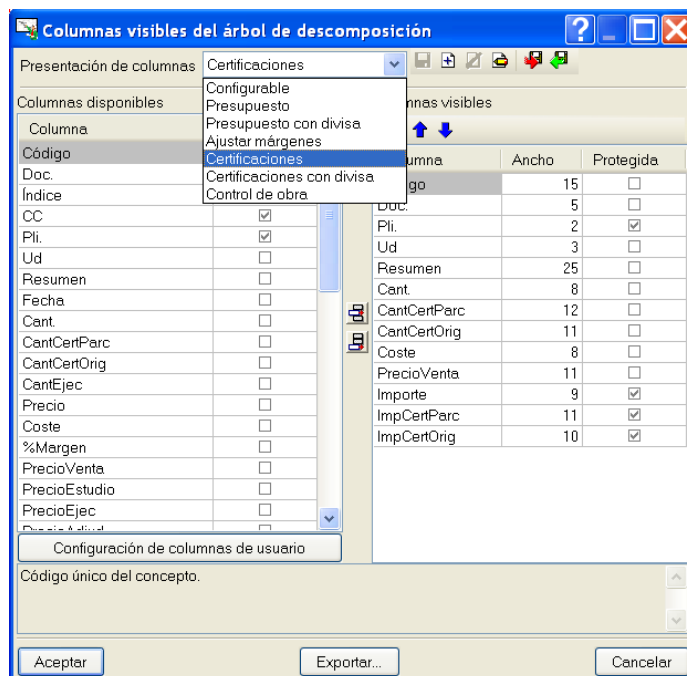 Columnas visibles del árbol de descomposición
Presentación de columnas Certificaciones
Configurable
Presupuesto
Presupuesto con divisa
Ajustar márgenes
Certificaciones
Certificaciones con divisa
Control de obra
Columnas disponibles
Columna
Código
Doc.
Índice
CC
Pli.
Ud
Resumen
Fecha
Cant.
CantCertParc
CantCertOrig
CantEjec
Precio
Coste
%Margen
PrecioVenta
PrecioEstudio
PrecioEjec
Configuración de columnas de usuario
visibles
Ancho Protegida
15
Doc. 5
Pli. 2
Ud 3
Resumen 25
Cant. 8
CantCertParc 12
CantCertOrig 11
Coste 8
PrecioVenta 11
Importe 9
ImpCertParc 11
ImpCertOrig 10
Código único del concepto.
Aceptar Exportar... Cancelar